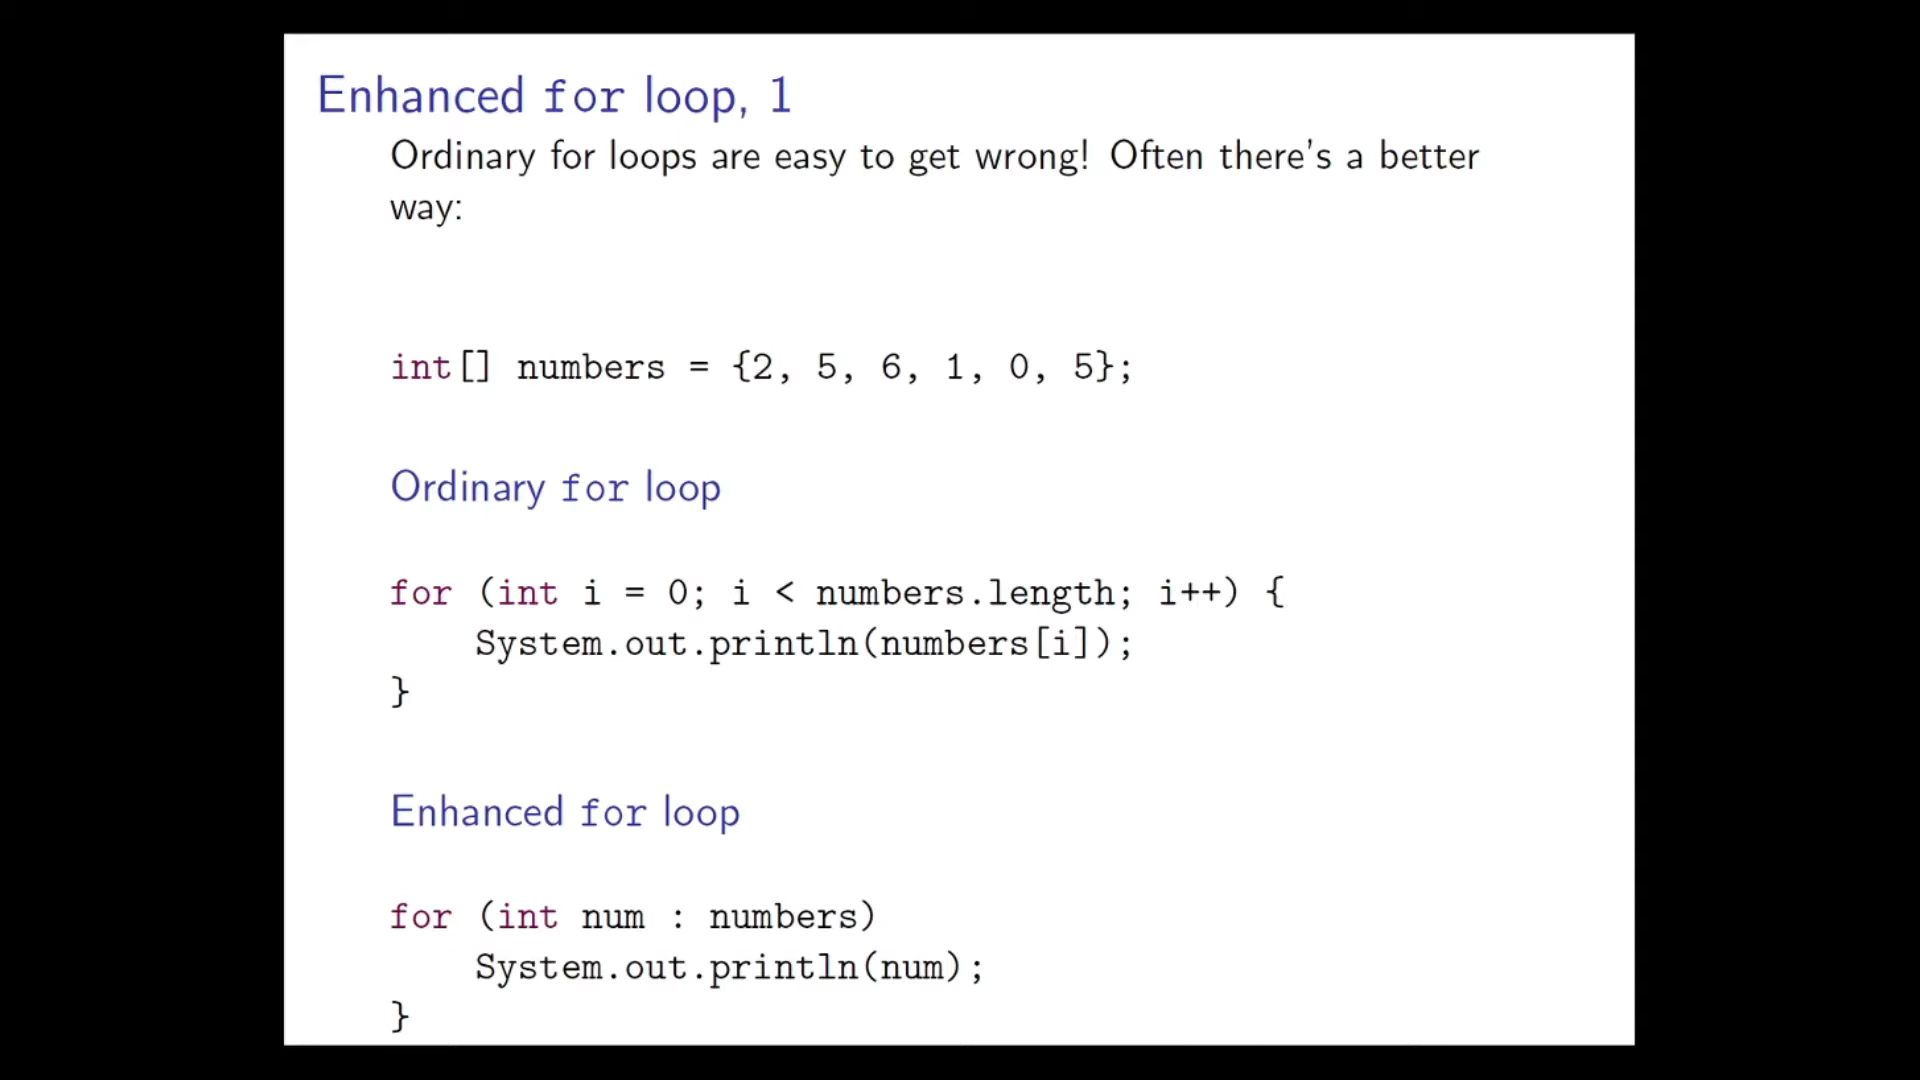 Enhanced for loop, 1
Ordinary for loops are easy to get wrong! Often there's a better
way:
int[] numbers = {2, 5, 6, 1, 0, 5};
Ordinary for loop
for (int i = 0; i < numbers.length; i++) {
    System.out.println(numbers[i]);
}
Enhanced for loop
for (int num : numbers)
    System.out.println(num);
}